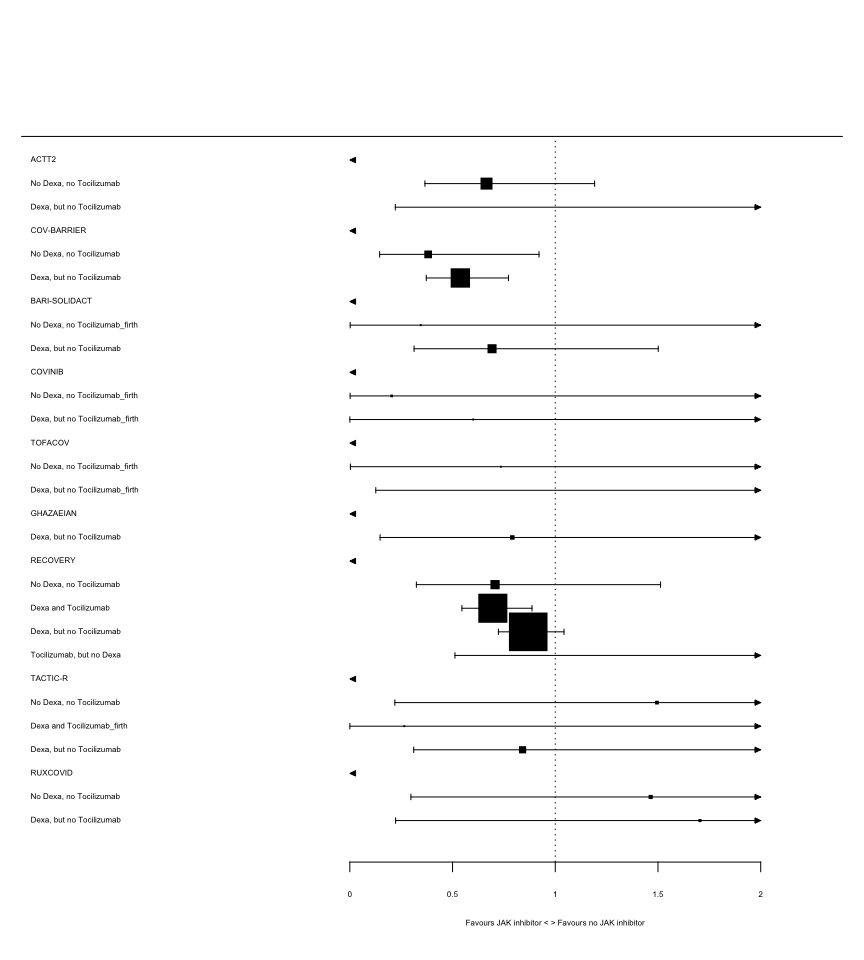 ACTT2
No Dexa, no Tocilizumab
Dexa, but no Tocilizumab
COV-BARRIER
No Dexa, no Tocilizumab
Dexa, but no Tocilizumab
BARI-SOLIDACT
No Dexa, no Tocilizumab_firth
Dexa, but no Tocilizumab
COVINIB
No Dexa, no Tocilizumab_firth
Dexa, but no Tocilizumab_firth
TOFACOV
No Dexa, no Tocilizumab_firth
Dexa, but no Tocilizumab_firth
GHAZAEIAN
Dexa, but no Tocilizumab
RECOVERY
No Dexa, no Tocilizumab
Dexa and Tocilizumab
Dexa, but no Tocilizumab
Tocilizumab, but no Dexa
TACTIC-R
No Dexa, no Tocilizumab
Dexa and Tocilizumab_firth
Dexa, but no Tocilizumab
RUXCOVID
No Dexa, no Tocilizumab
Dexa, but no Tocilizumab
0 0.5 1 1.5 2
Favours JAK inhibitor < > Favours no JAK inhibitor